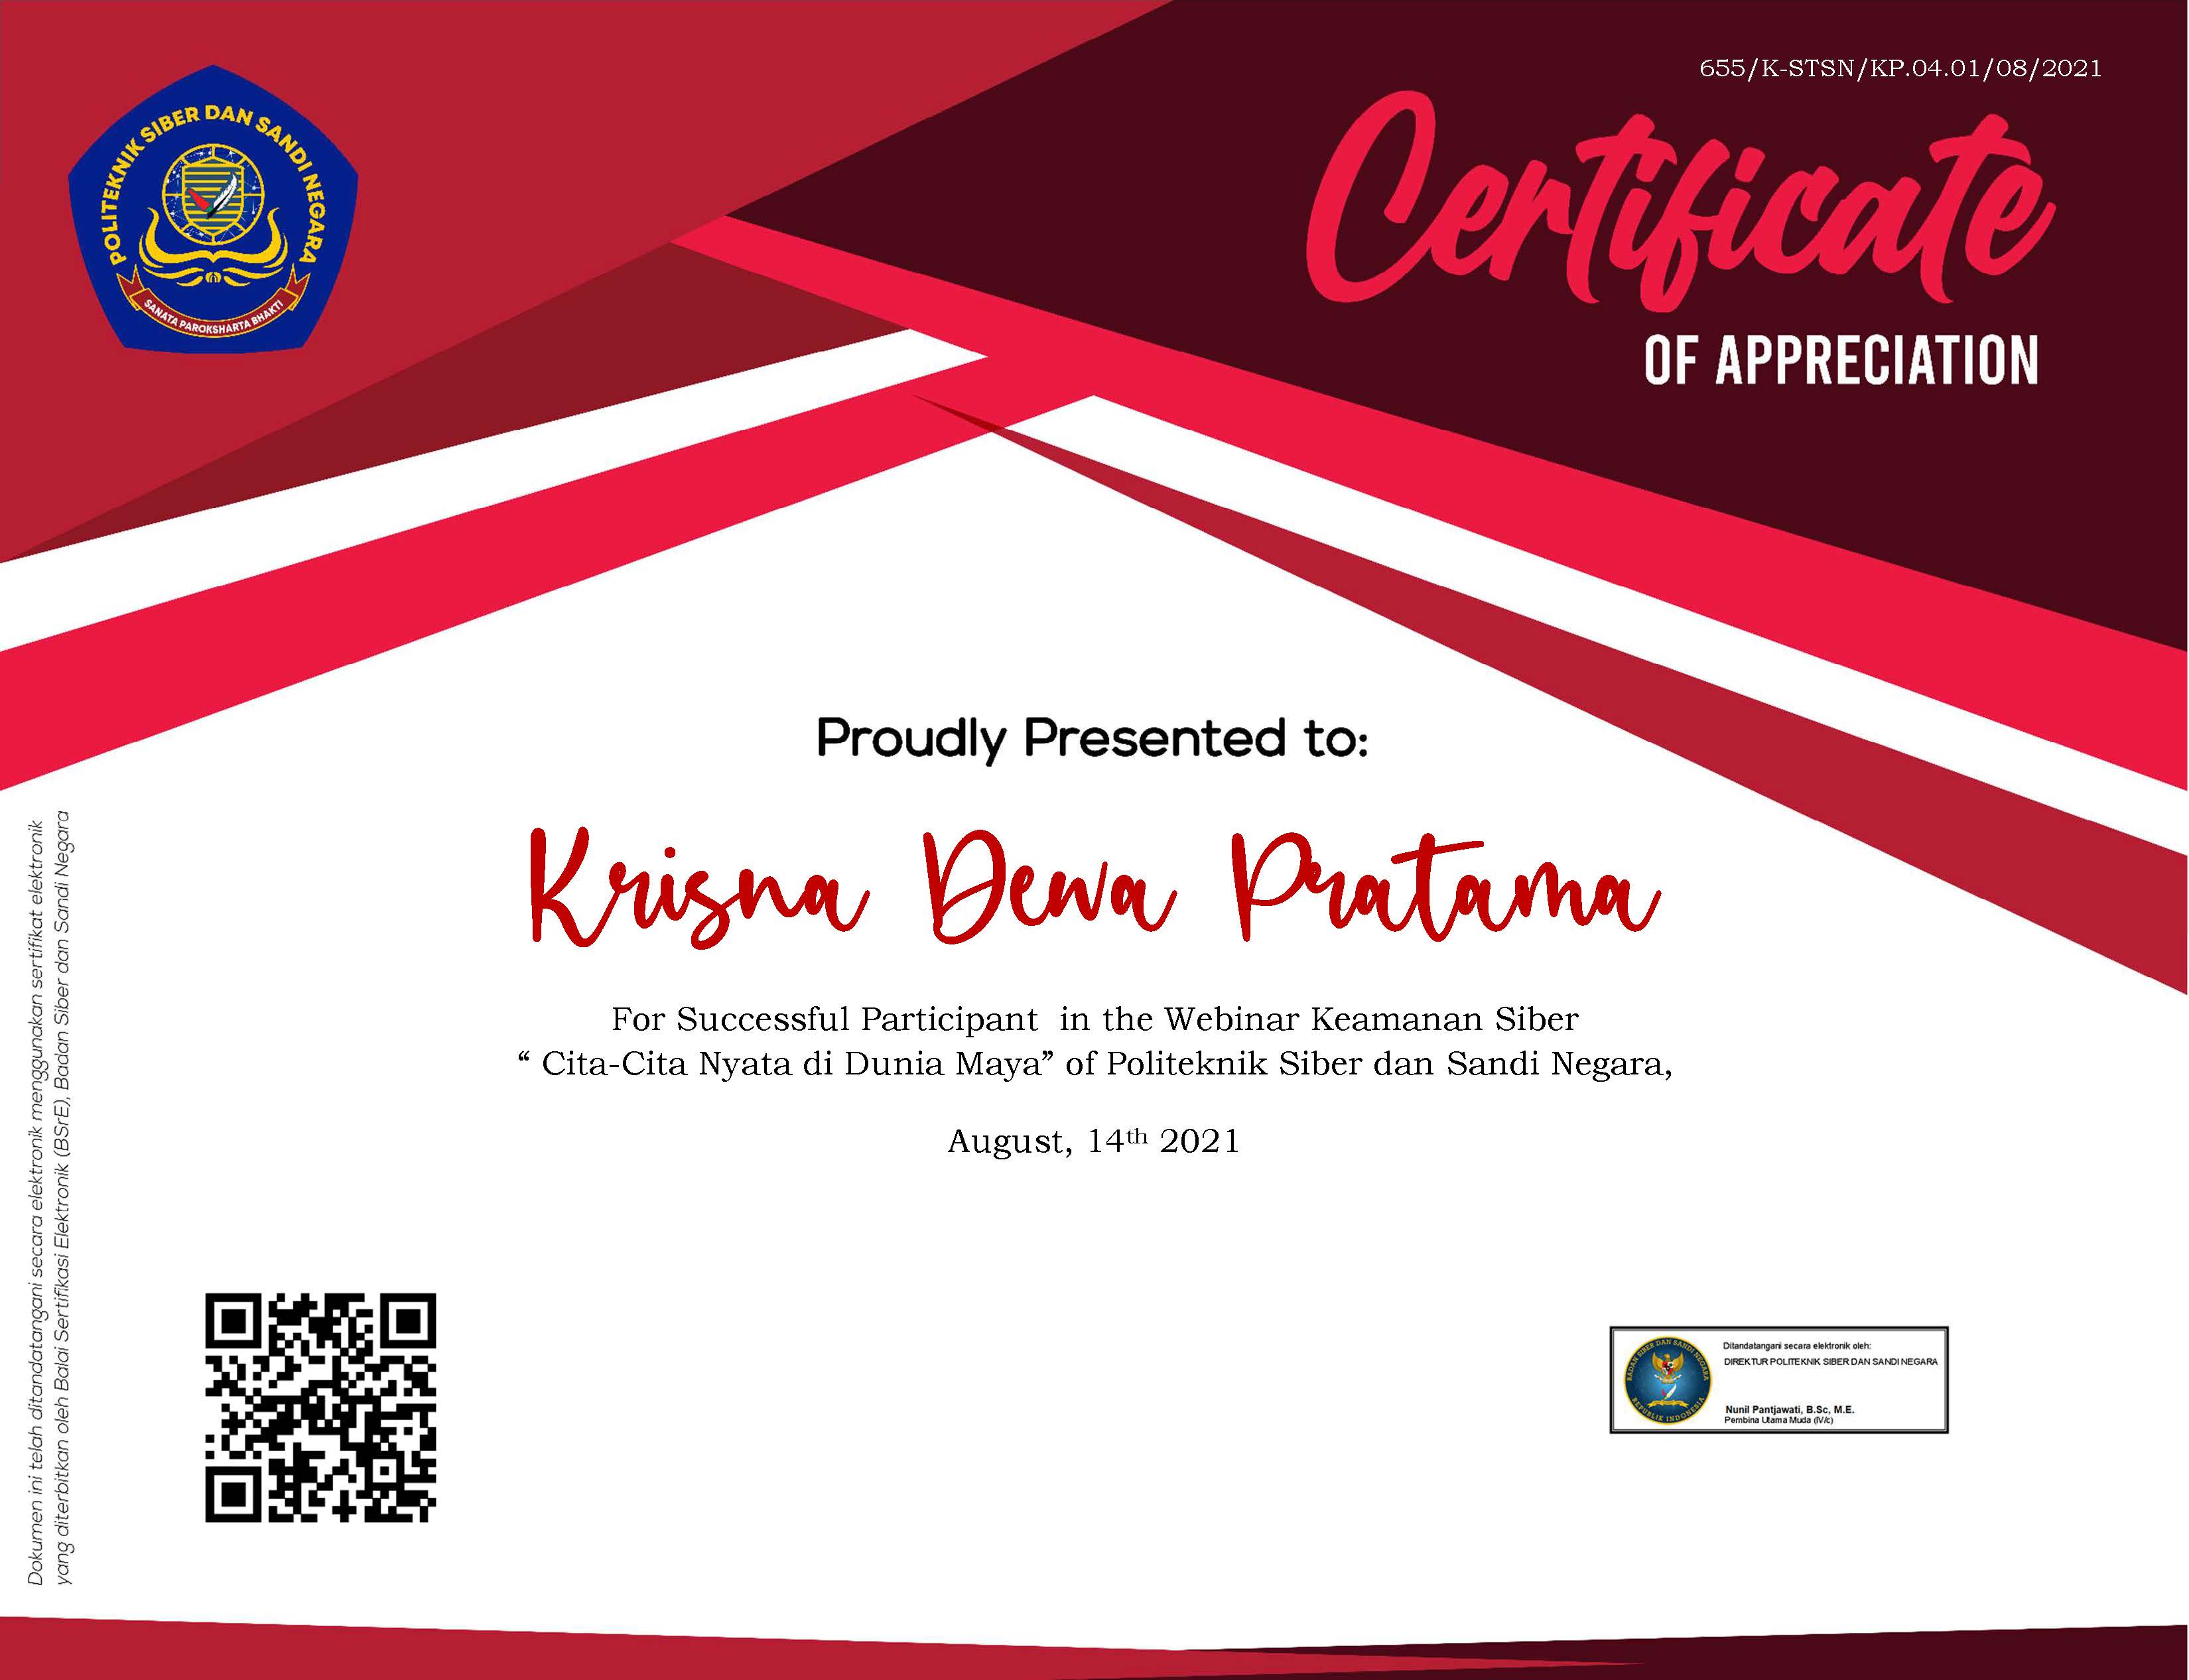 655/K-STSN/KP.04.01/08/2021
POLITEKNIK SIBER DAN SANDI NEGARA
SANATA PAROKSHARTA BHAKTI
Certificate
OF APPRECIATION
Proudly Presented to:
Krisna Dewa Pratama
For Successful Participant in the Webinar Keamanan Siber
“ Cita-Cita Nyata di Dunia Maya” of Politeknik Siber dan Sandi Negara,
August, 14th 2021
Dokumen ini telah ditandatangani secara elektronik menggunakan sertifikat elektronik
yang diterbitkan oleh Balai Sertifikasi Elektronik (BSrE), Badan Siber dan Sandi Negara
BADAN SIBER DAN SANDI NEGARA
REPUBLIK INDONESIA
Ditandatangani secara elektronik oleh:
DIREKTUR POLITEKNIK SIBER DAN SANDI NEGARA
Nunil Pantjawati, B.Sc, M.E.
Pembina Utama Muda (IV/c)